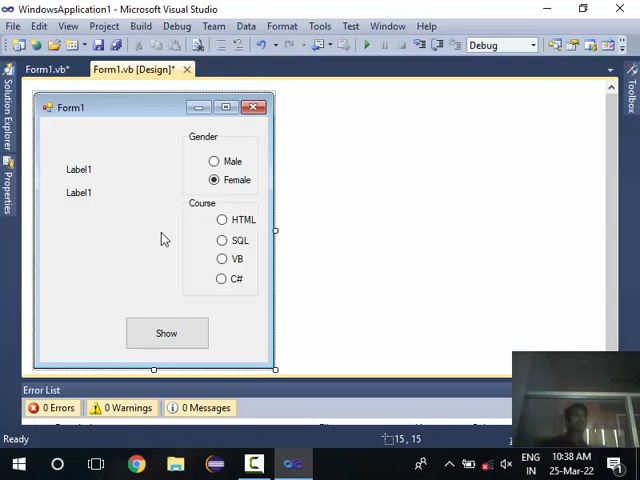 WindowsApplication1 - Microsoft Visual Studio
File Edit View Project Build Debug Team Data Format Tools Test Window Help
Debug
Form1.vb* Form1.vb [Design]*
Solution Explorer
Properties
Toolbox
Form1
Gender
Label1
Male
Label1
Female
Course
HTML
SQL
VB
C#
Show
Error List
0 Errors 0 Warnings 0 Messages
Ready
15 , 15
ENG
IN
10:38 AM
25-Mar-22
1